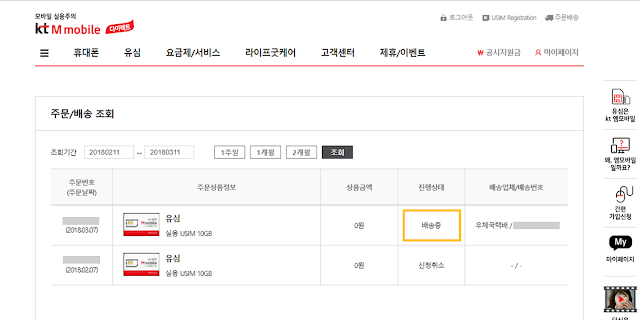 모바일 실용주의
kt M mobile 다이렉트
로그아웃 USIM Registration 주문배송
휴대폰 유심 요금제/서비스 라이프굿케어 고객센터 제휴/이벤트 공시지원금 마이페이지
주문/배송 조회
조회기간 20180211 ~ 20180311 1주일 1개월 2개월 조회
주문번호
(주문날짜)
주문상품정보 상품금액 진행상태 배송업체/배송번호
(2018.03.07)
유심
실용 USIM 10GB
0원 배송중 우체국택배 /
(2018.02.07)
유심
실용 USIM 10GB
0원 신청취소 - / -
유심은
kt 엠모바일
왜, 엠모바일
일까요?
간편
가입신청
My
마이페이지